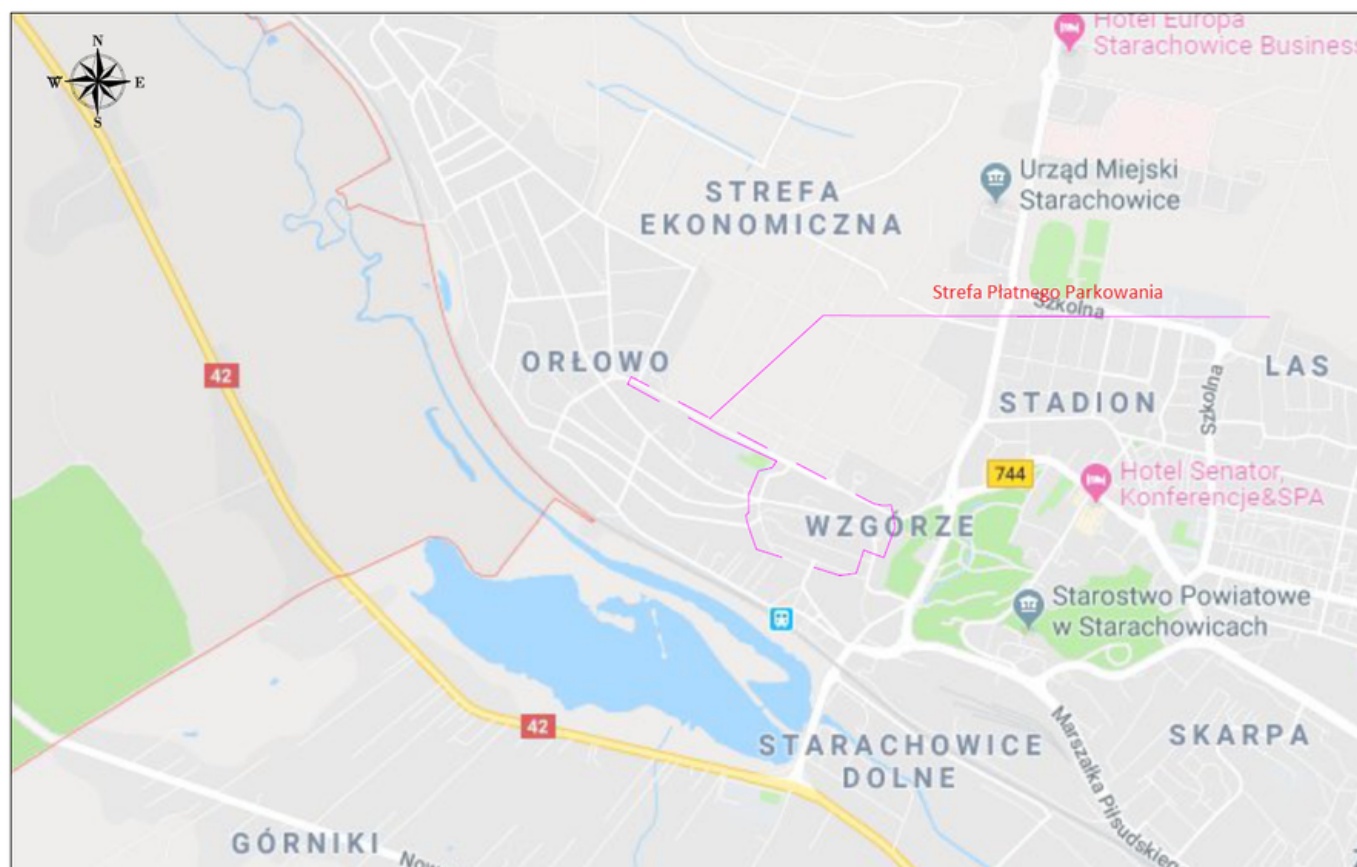 Hotel Europa
Starachowice Business
N
W E
S
Urząd Miejski
Starachowice
STREFA
EKONOMICZNA
Strefa Płatnego Parkowania
Szkolna
ORŁOWO
LAS
42
STADION
Szkolna
744
Hotel Senator,
Konferencje&SPA
WZGÓRZE
Starostwo Powiatowe
w Starachowicach
42
STARACHOWICE
DOLNE
SKARPA
Marszałka Piłsudskiego
GÓRNIKI